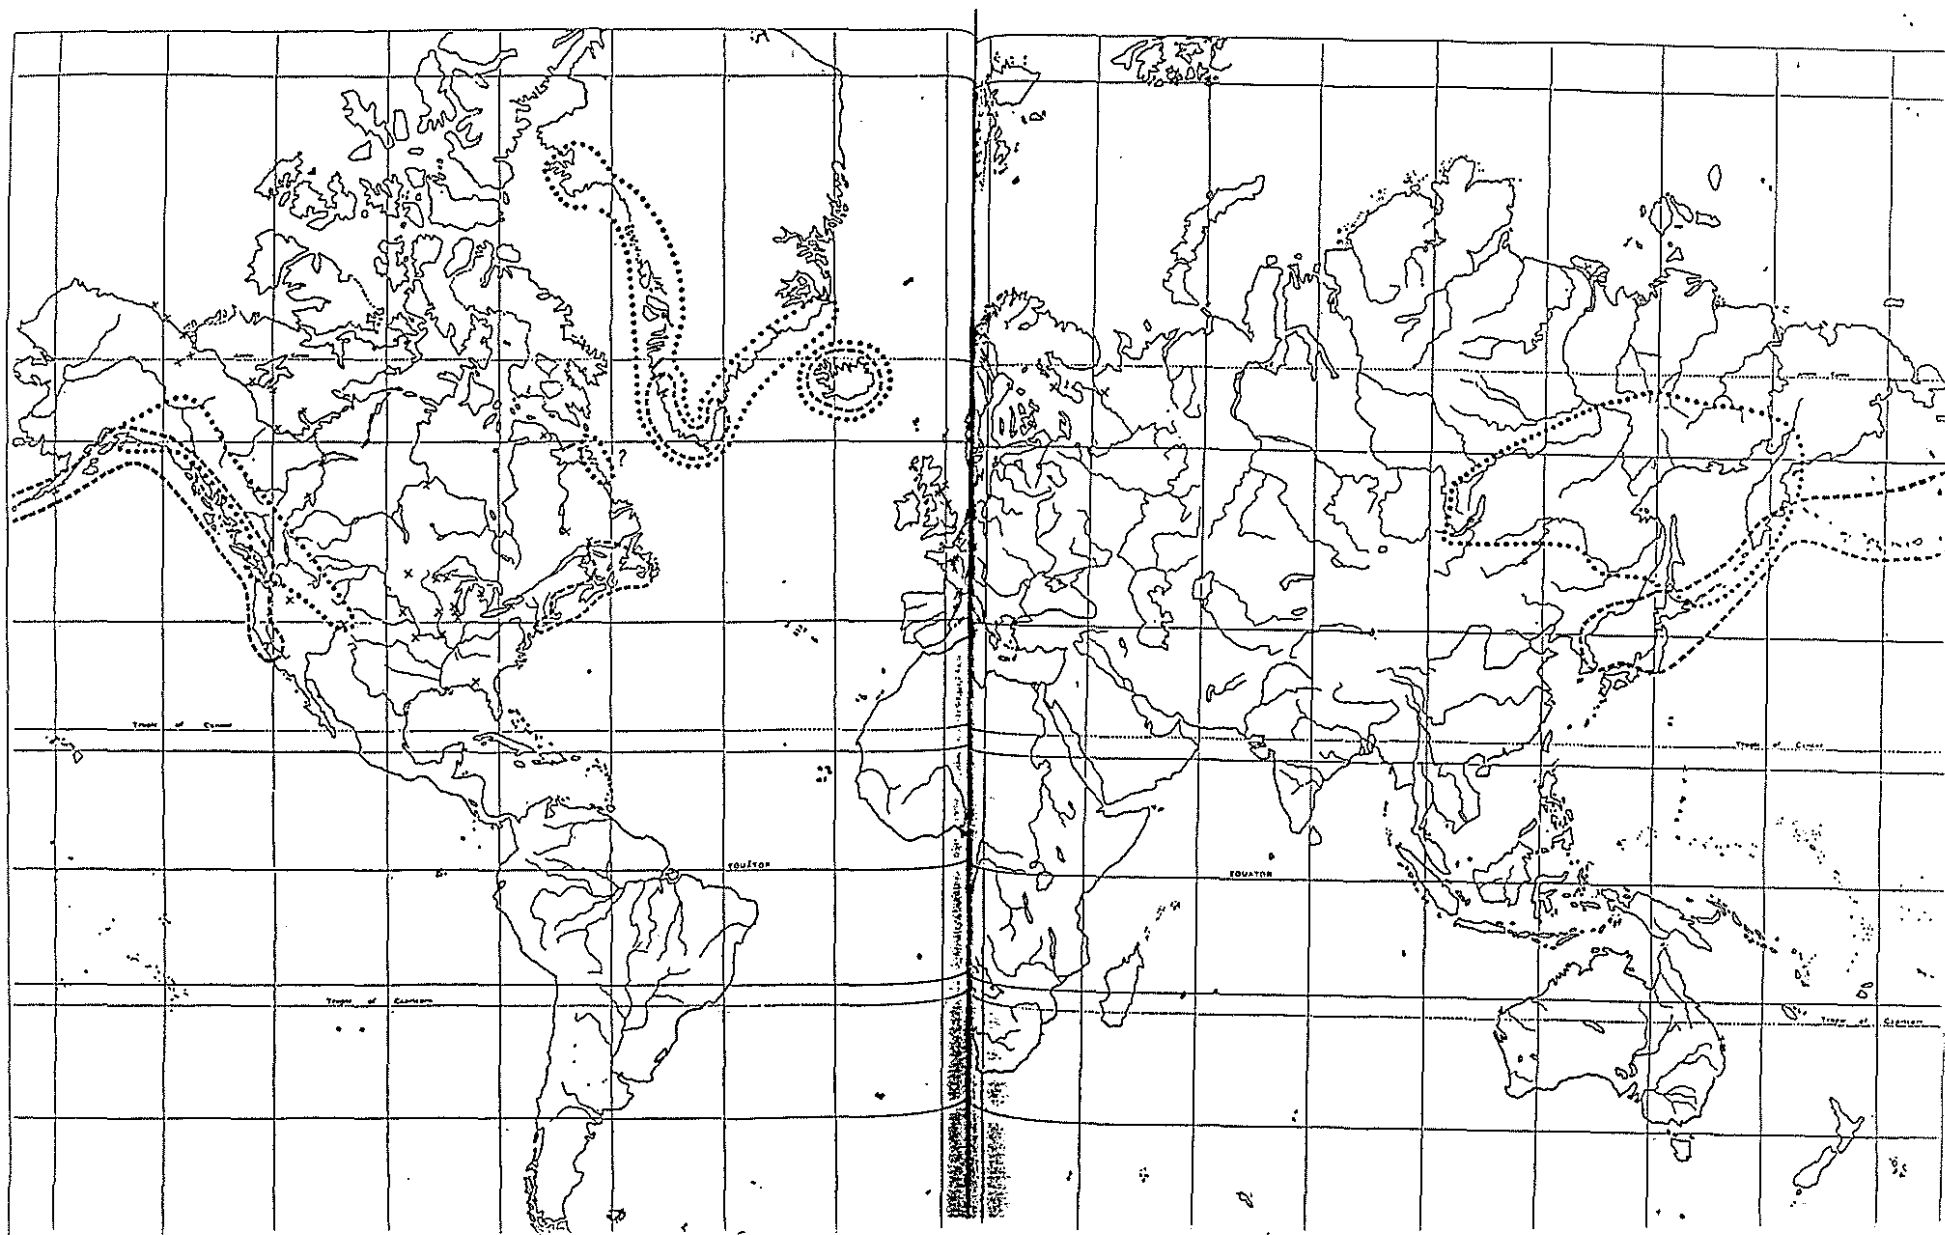 ?
Tropic of Cancer
EQUATOR
Tropic of Capricorn
EQUATOR
Tropic of Cancer
Tropic of Capricorn